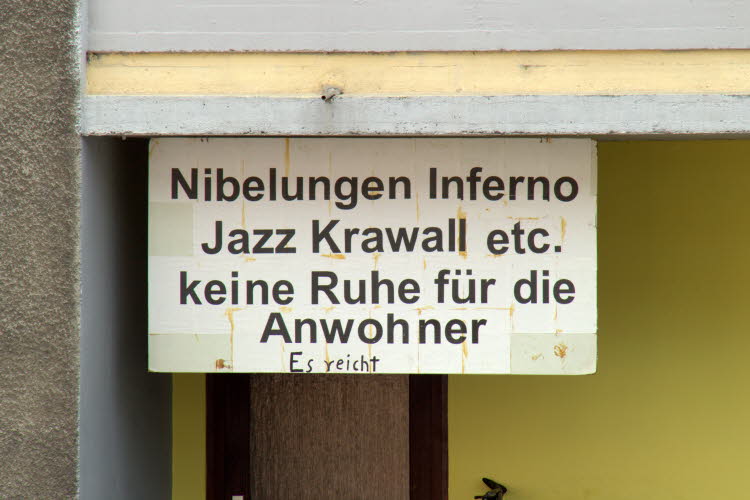 Nibelungen Inferno
Jazz Krawall etc.
keine Ruhe für die
Anwohner
Es reicht